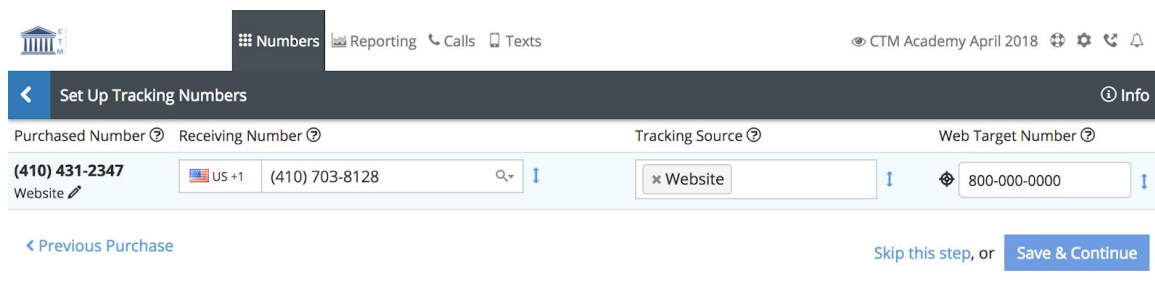 C
T
M
Numbers Reporting Calls Texts CTM Academy April 2018
Set Up Tracking Numbers Info
Purchased Number Receiving Number Tracking Source Web Target Number
(410) 431-2347 US +1 (410) 703-8128 × Website 800-000-0000
Website
Previous Purchase
Skip this step, or Save & Continue